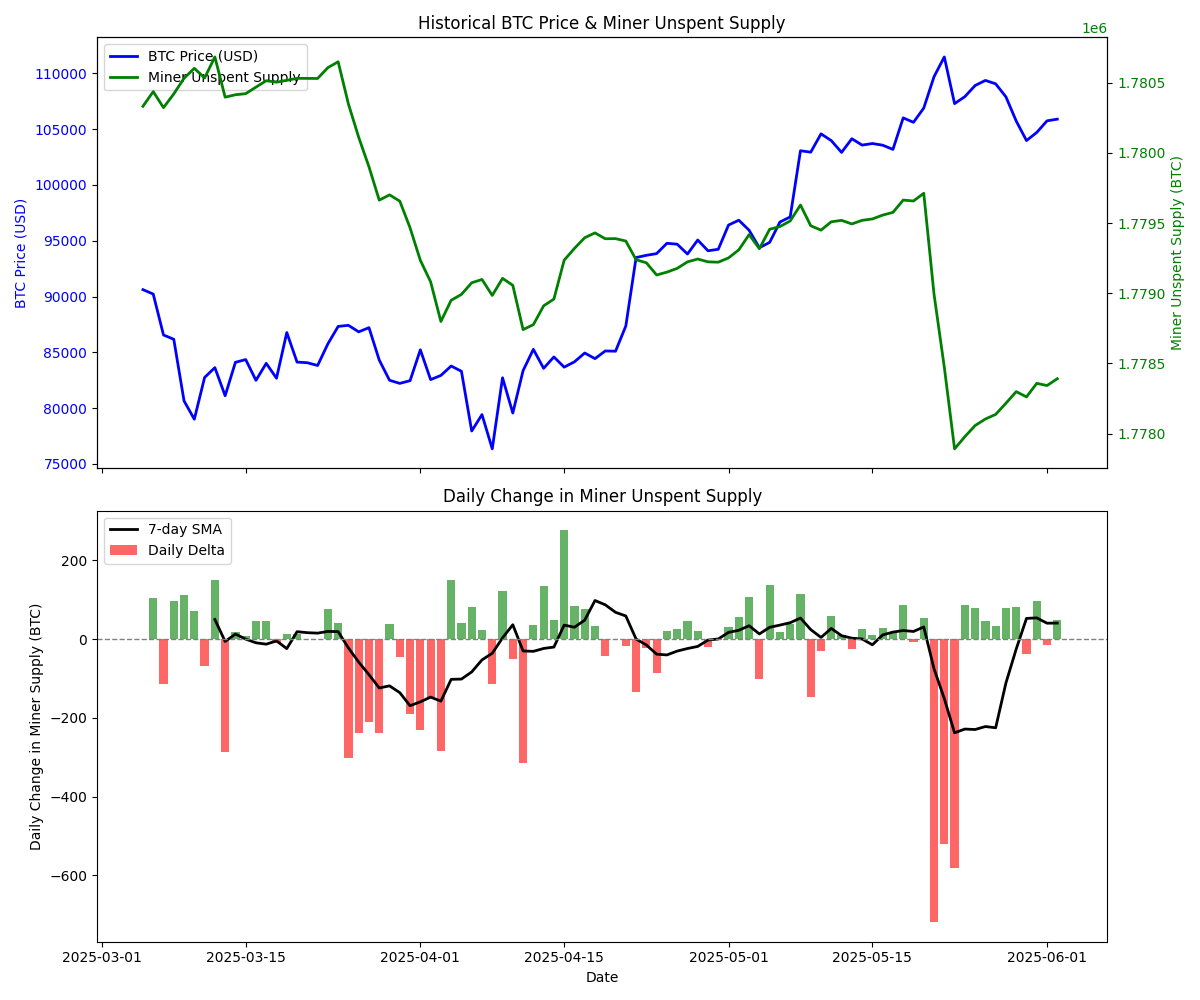 Historical BTC Price & Miner Unspent Supply
1e6
BTC Price (USD)
Miner Unspent Supply
110000
105000
100000
95000
90000
85000
80000
75000
BTC Price (USD)
1.7805
1.7800
1.7795
1.7790
1.7785
1.7780
Miner Unspent Supply (BTC)
Daily Change in Miner Unspent Supply
7-day SMA
Daily Delta
200
0
−200
−400
−600
Daily Change in Miner Supply (BTC)
2025-03-01 2025-03-15 2025-04-01 2025-04-15 2025-05-01 2025-05-15 2025-06-01
Date